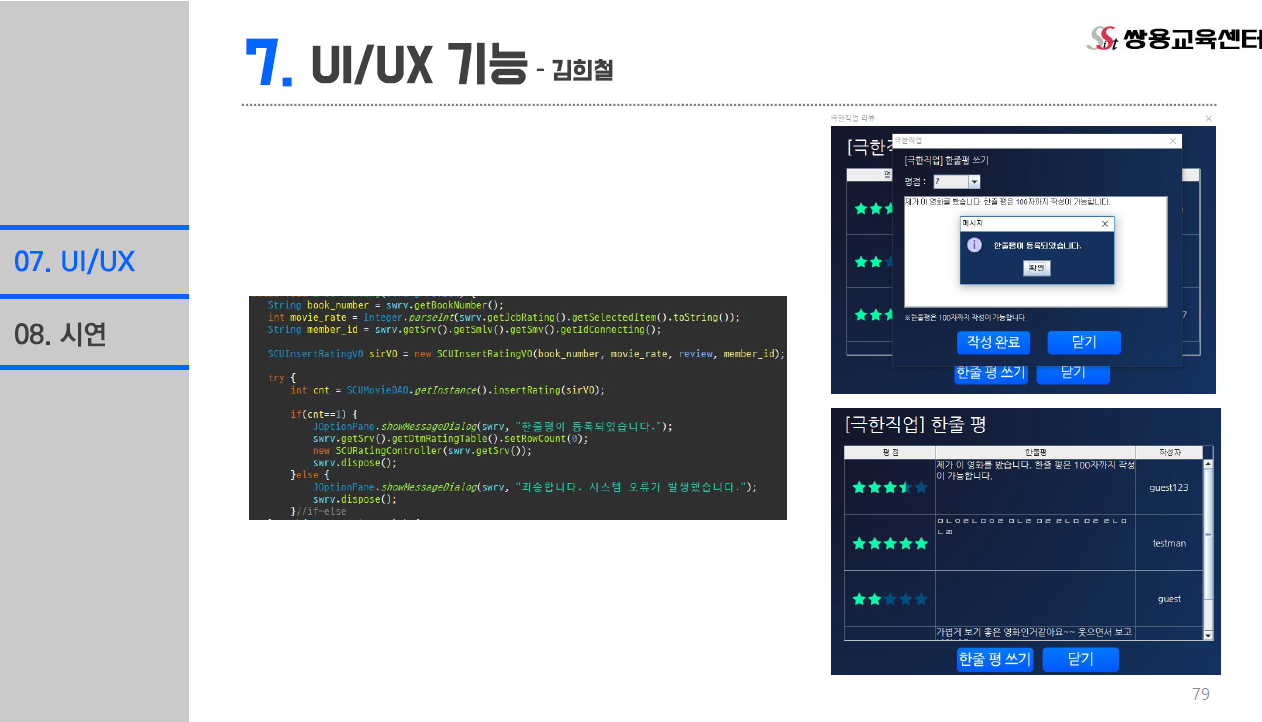 7. UI/UX 기능 - 김희철
쌍용교육센터
07. UI/UX
08. 시연
String book_number = swrv.getBookNumber();
int movie_rate = Integer.parseInt(swrv.getJcbRating().getSelectedItem().toString());
String member_id = swrv.getSrv().getSmlv().getSmv().getIdConnecting();
SCUInsertRatingVO sirVO = new SCUInsertRatingVO(book_number, movie_rate, review, member_id);
try {
int cnt = SCUMovieDAO.getInstance().insertRating(sirVO);
if(cnt==1) {
JOptionPane.showMessageDialog(swrv, "한줄평이 등록되었습니다.");
swrv.getSrv().getDtmRatingTable().setRowCount(0);
new SCURatingController(swrv.getSrv());
swrv.dispose();
}else {
JOptionPane.showMessageDialog(swrv, "죄송합니다. 시스템 오류가 발생했습니다.");
swrv.dispose();
}//if~else
극한직업 리뷰
[극한직
극한직업
[극한직업] 한줄평 쓰기
평점 : 7
제가 이 영화를 봤습니다. 한줄 평은 100자까지 작성이 가능합니다.
메시지
한줄평이 등록되었습니다.
확인
※한줄평은 100자까지 작성이 가능합니다.
작성 완료 닫기
한줄 평 쓰기 닫기
[극한직업] 한줄 평
평 점 한줄평 작성자
제가 이 영화를 봤습니다. 한줄 평은 100자까지 작성
이 가능합니다.
guest123
testman
guest
가볍게 보기 좋은 영화인거같아요~~ 웃으면서 보고
한줄 평 쓰기 닫기
79